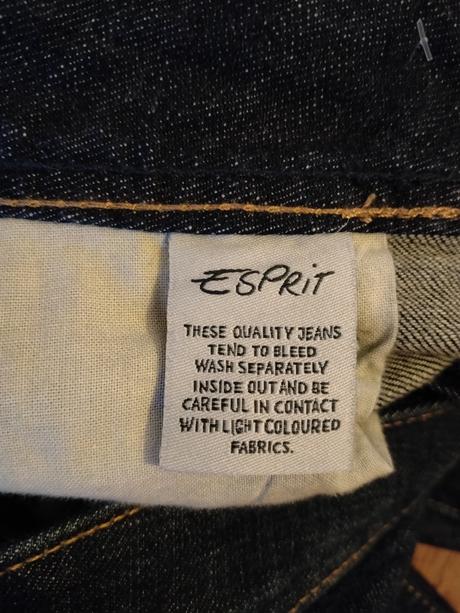 ESPRIT
THESE QUALITY JEANS
TEND TO BLEED
WASH SEPARATELY
INSIDE OUT AND BE
CAREFUL IN CONTACT
WITH LIGHT COLOURED
FABRICS.